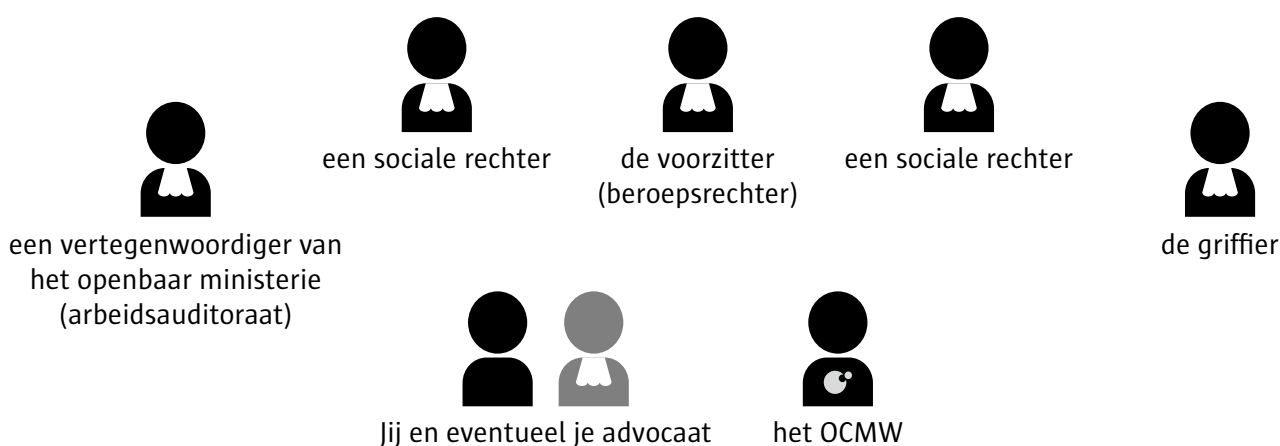 een sociale rechter
de voorzitter
(beroepsrechter)
een sociale rechter
een vertegenwoordiger van
het openbaar ministerie
(arbeidsauditoraat)
de griffier
Jij en eventueel je advocaat
het OCMW